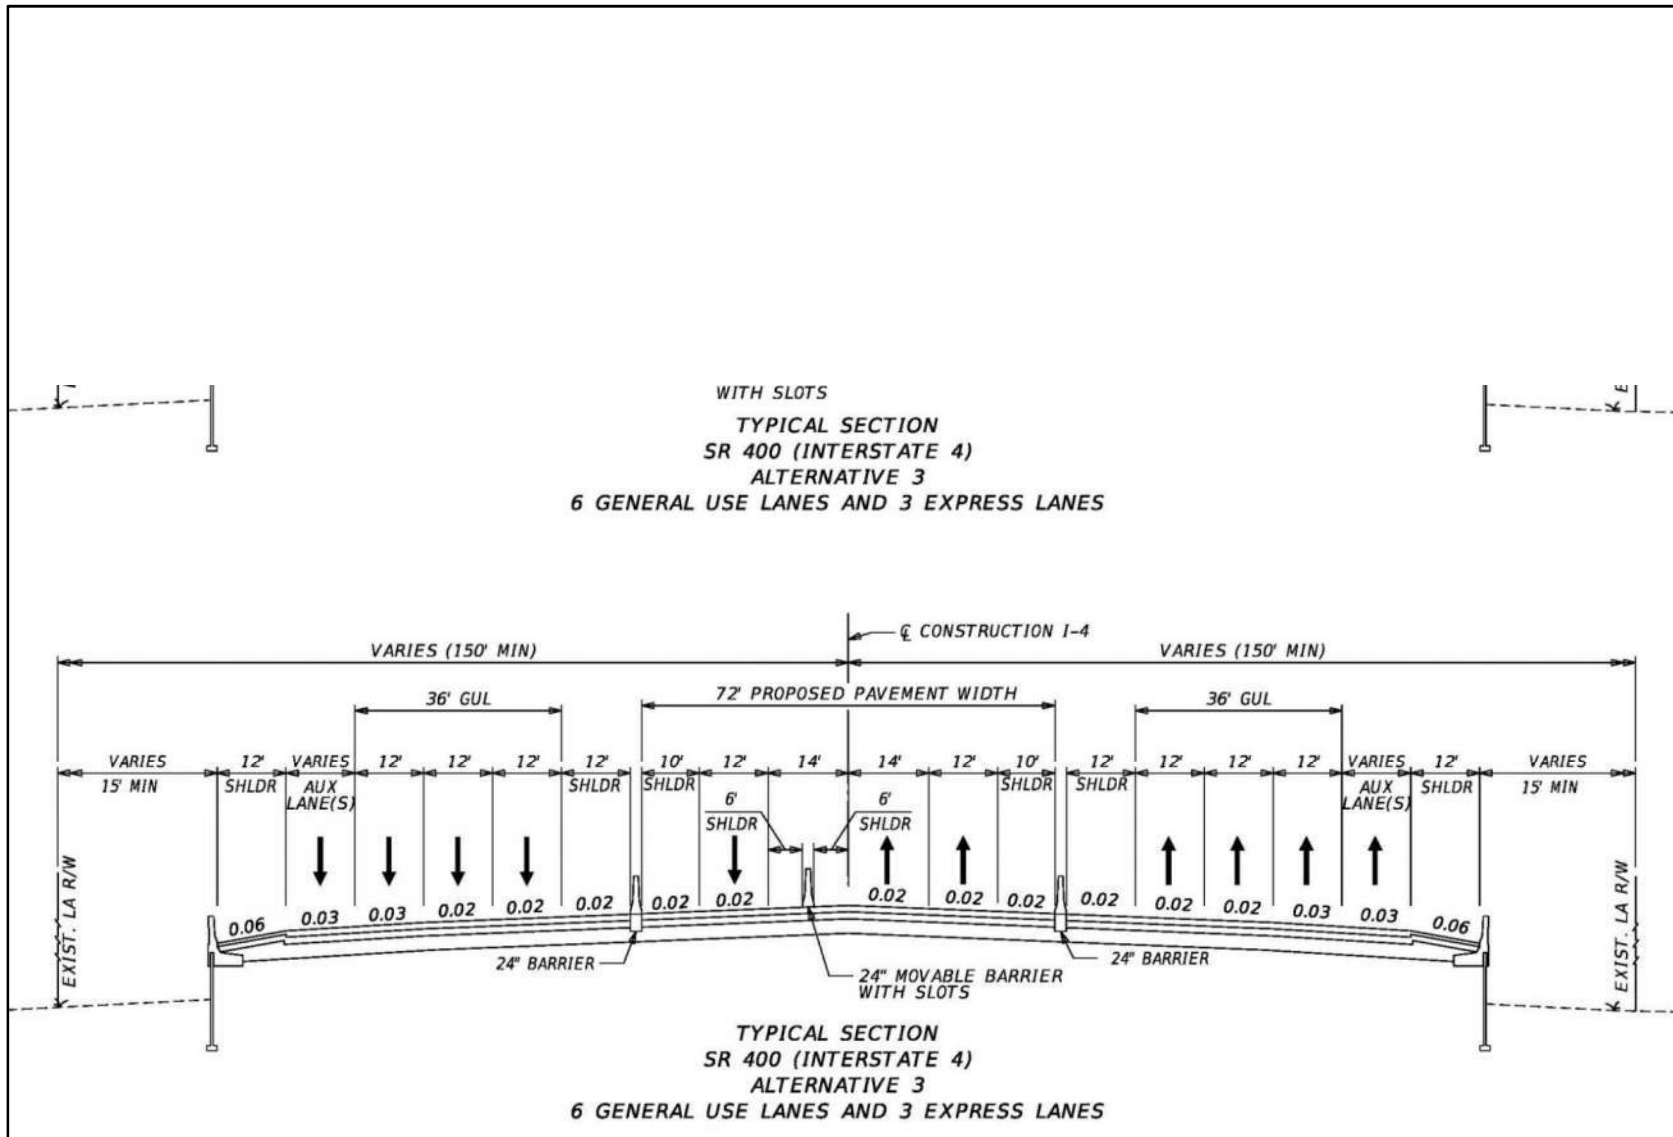 WITH SLOTS
E
TYPICAL SECTION
SR 400 (INTERSTATE 4)
ALTERNATIVE 3
6 GENERAL USE LANES AND 3 EXPRESS LANES
℄ CONSTRUCTION I-4
VARIES (150' MIN) VARIES (150' MIN)
36' GUL 72' PROPOSED PAVEMENT WIDTH 36' GUL
VARIES 12' VARIES 12' 12' 12' 12' 10' 12' 14' 14' 12' 10' 12' 12' 12' 12' VARIES 12' VARIES
15' MIN SHLDR AUX SHLDR SHLDR SHLDR SHLDR AUX SHLDR 15' MIN
LANE(S) LANE(S)
6' 6'
SHLDR SHLDR
EXIST. LA R/W
0.06 0.03 0.03 0.02 0.02 0.02 0.02 0.02 0.02 0.02 0.02 0.02 0.02 0.02 0.03 0.03 0.06
EXIST. LA R/W
24" BARRIER 24" BARRIER
24" MOVABLE BARRIER
WITH SLOTS
TYPICAL SECTION
SR 400 (INTERSTATE 4)
ALTERNATIVE 3
6 GENERAL USE LANES AND 3 EXPRESS LANES